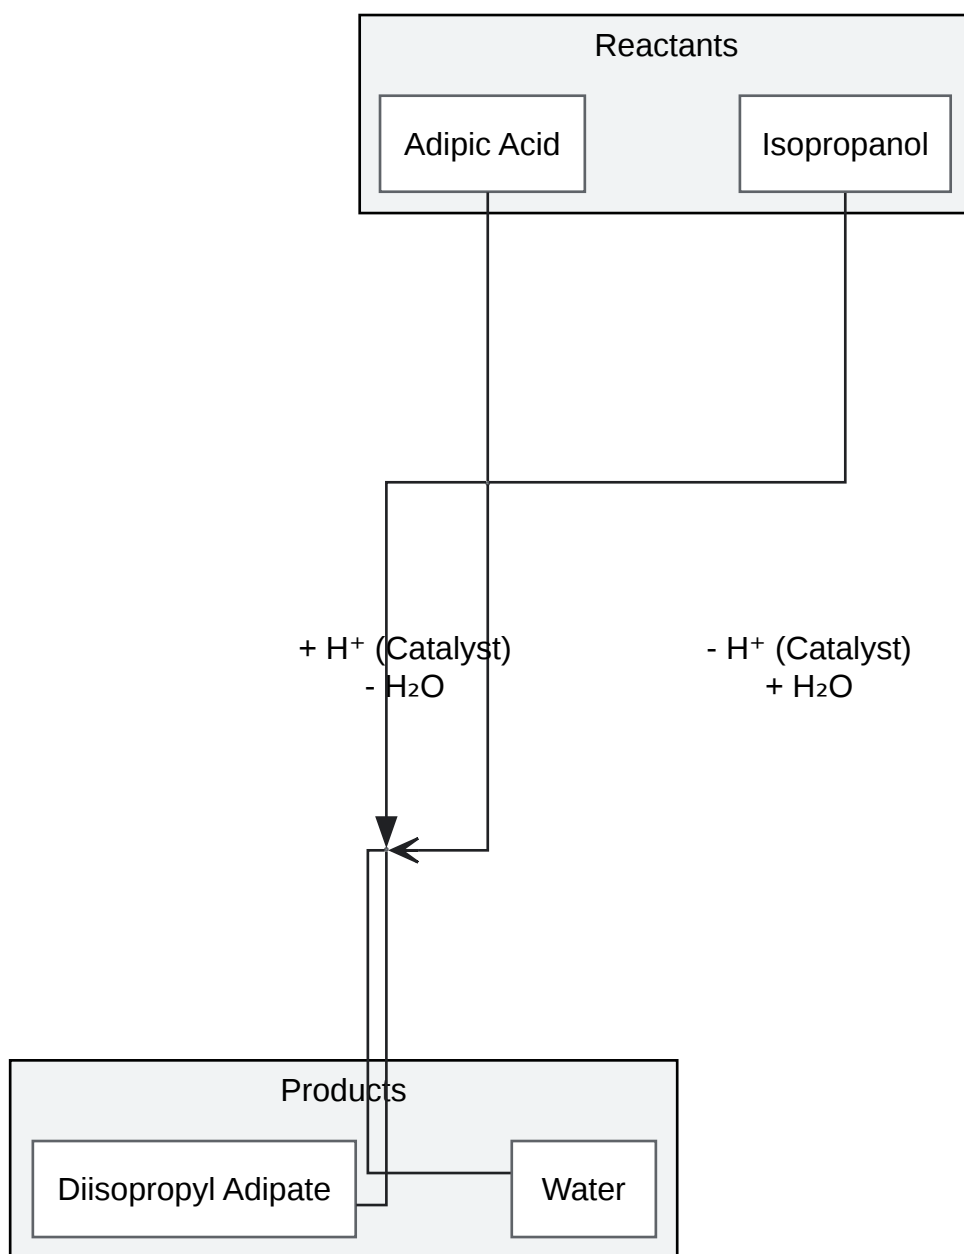 Reactants
Adipic Acid
Isopropanol
+ H⁺ (Catalyst)
- H₂O
- H⁺ (Catalyst)
+ H₂O
Products
Diisopropyl Adipate
Water